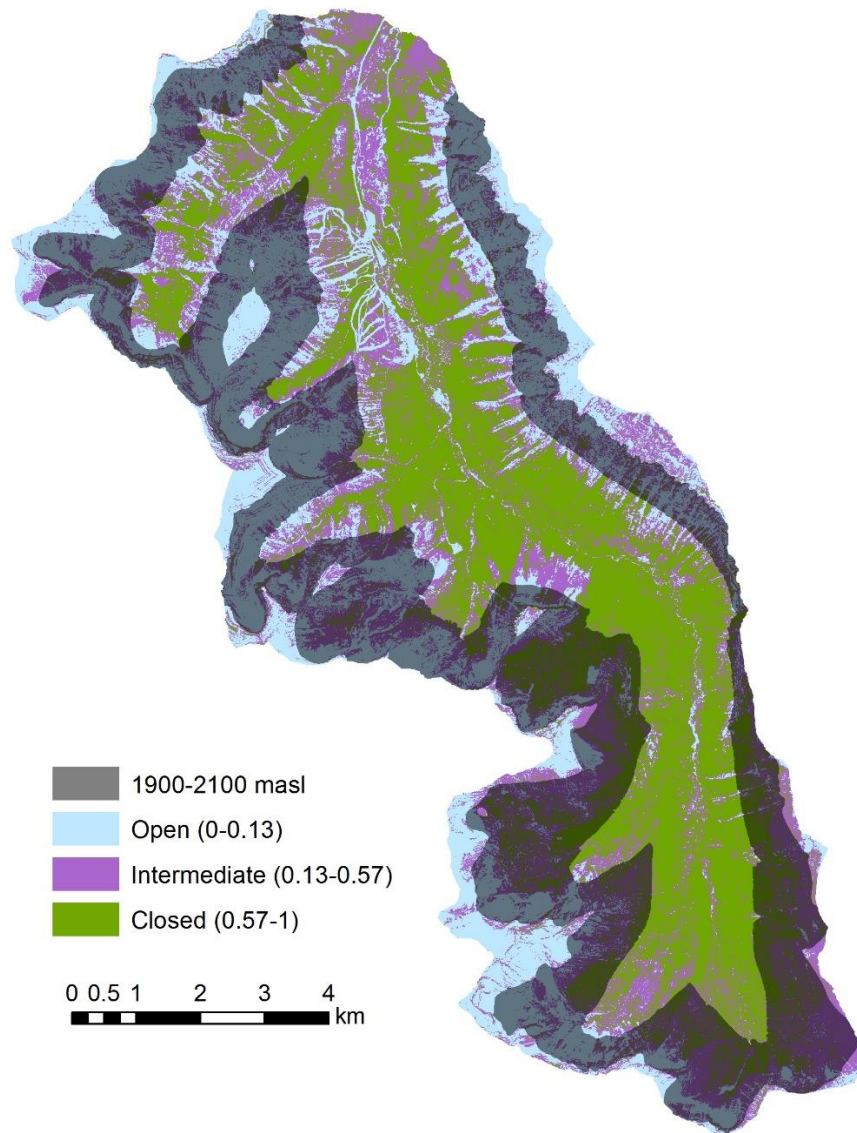 1900-2100 masl
Open (0-0.13)
Intermediate (0.13-0.57)
Closed (0.57-1)
0 0.5 1 2 3 4
km